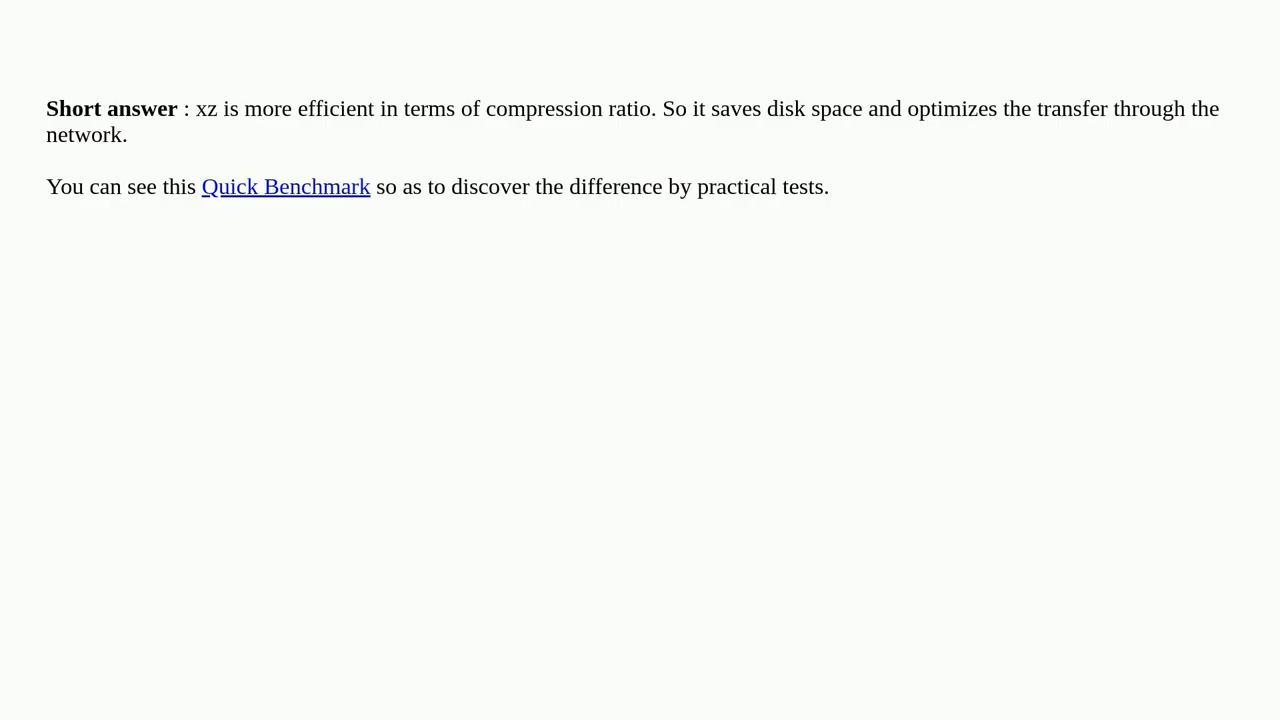 Short answer : xz is more efficient in terms of compression ratio. So it saves disk space and optimizes the transfer through the
network.
You can see this Quick Benchmark so as to discover the difference by practical tests.